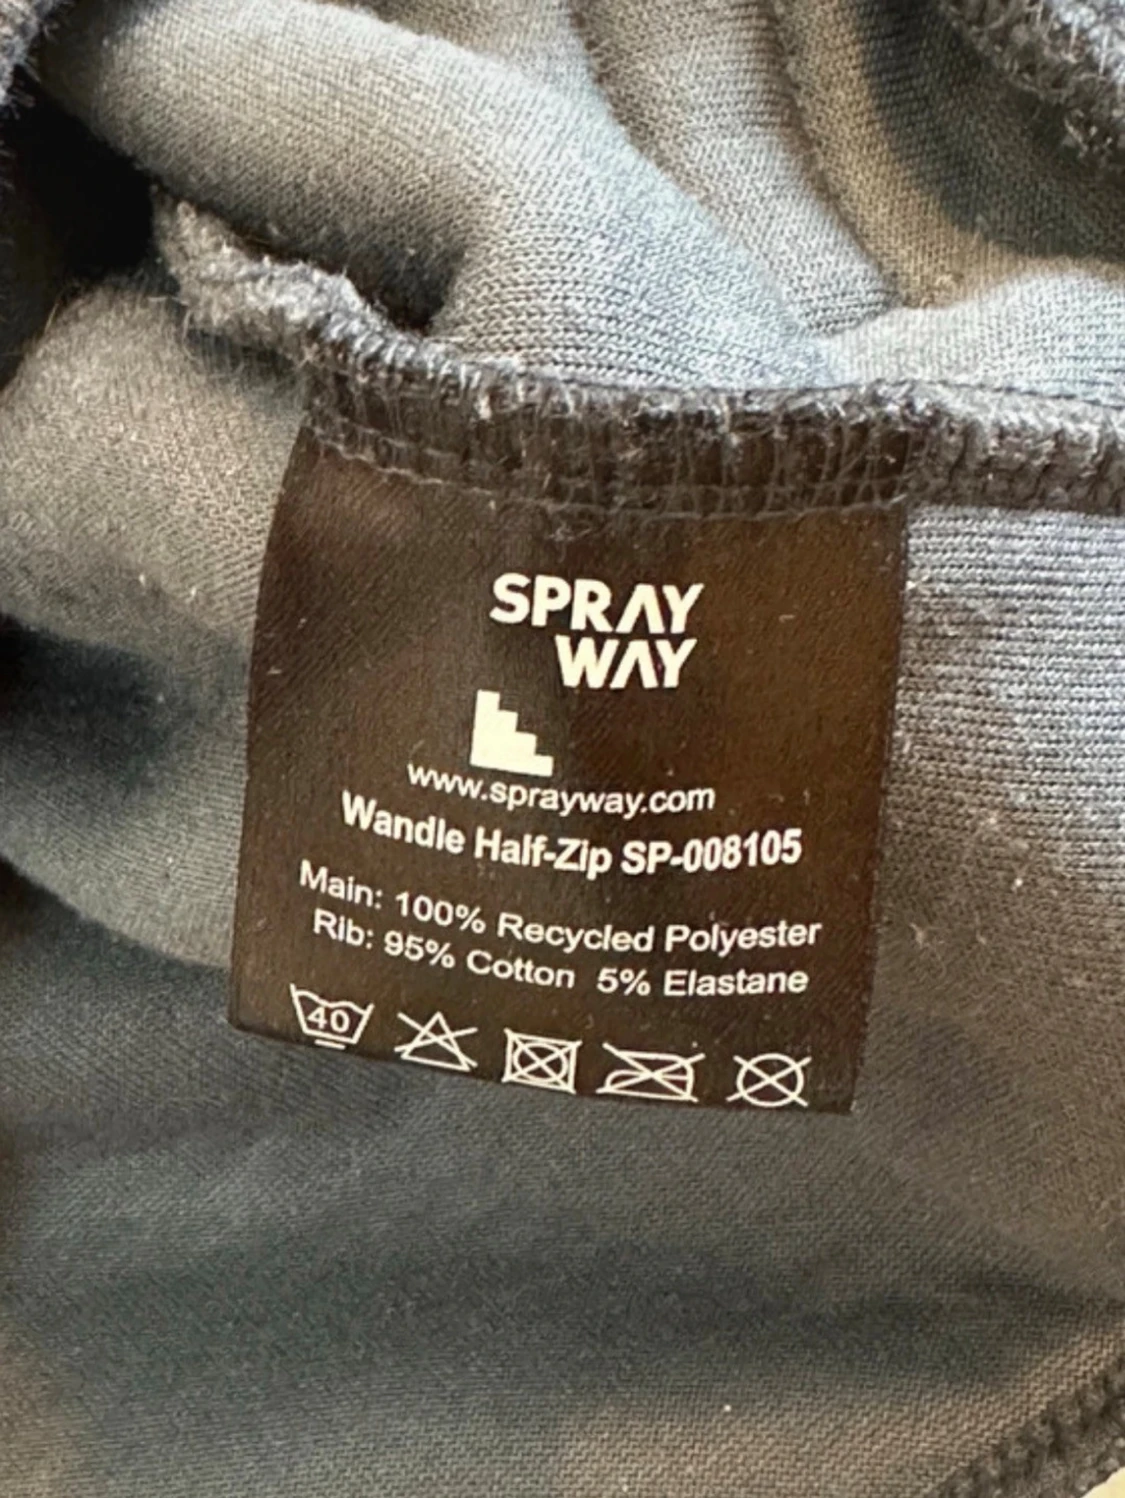 SPRAY
WAY
www.sprayway.com
Wandle Half-Zip SP-008105
Main: 100% Recycled Polyester
Rib: 95% Cotton 5% Elastane
40